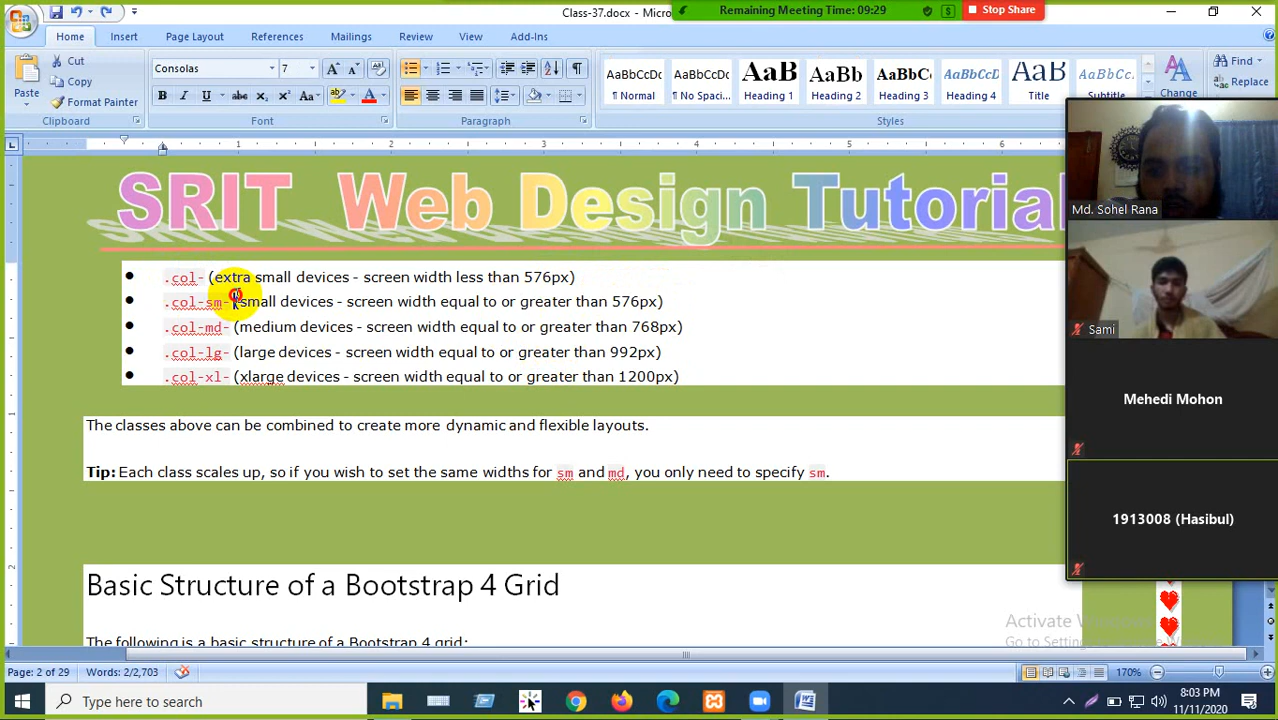 Class-37.docx - Micro
Remaining Meeting Time: 09:29
Stop Share
Home
Insert
Page Layout
References
Mailings
Review
View
Add-Ins
Paste
Cut
Copy
Format Painter
Clipboard
Consolas
7
Font
Paragraph
AaBbCcDc
¶ Normal
AaBbCcDc
¶ No Spaci...
AaB
Heading 1
AaBbCc
Heading 2
AaBbCcI
Heading 3
AaBbCcD
Heading 4
AaBb
Title
AaBbCcL
Subtitle
Styles
Change
Find
Replace
1
2
3
4
5
6
SRIT Web Design Tutorial
.col- (extra small devices - screen width less than 576px)
.col-sm- (small devices - screen width equal to or greater than 576px)
.col-md- (medium devices - screen width equal to or greater than 768px)
.col-lg- (large devices - screen width equal to or greater than 992px)
.col-xl- (xlarge devices - screen width equal to or greater than 1200px)
The classes above can be combined to create more dynamic and flexible layouts.
Tip: Each class scales up, so if you wish to set the same widths for sm and md, you only need to specify sm.
Basic Structure of a Bootstrap 4 Grid
The following is a basic structure of a Bootstrap 4 grid:
Md. Sohel Rana
Sami
Mehedi Mohon
1913008 (Hasibul)
Activate
Go to
Page: 2 of 29
Words: 2/2,703
170%
Type here to search
8:03 PM
11/11/2020